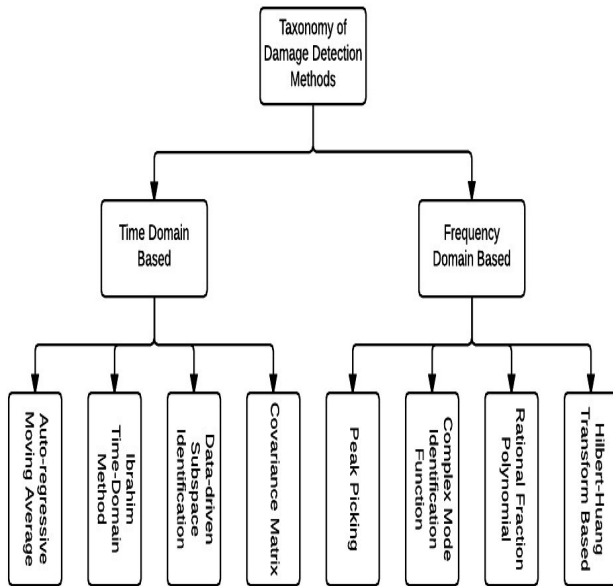 Taxonomy of
Damage Detection
Methods
Time Domain
Based
Frequency
Domain Based
Auto-regressive
Moving Average
Ibrahim
Time-Domain
Method
Data-driven
Subspace
Identification
Covariance Matrix
Peak Picking
Complex Mode
Identification
Function
Rational Fraction
Polynomial
Hilbert-Huang
Transform Based